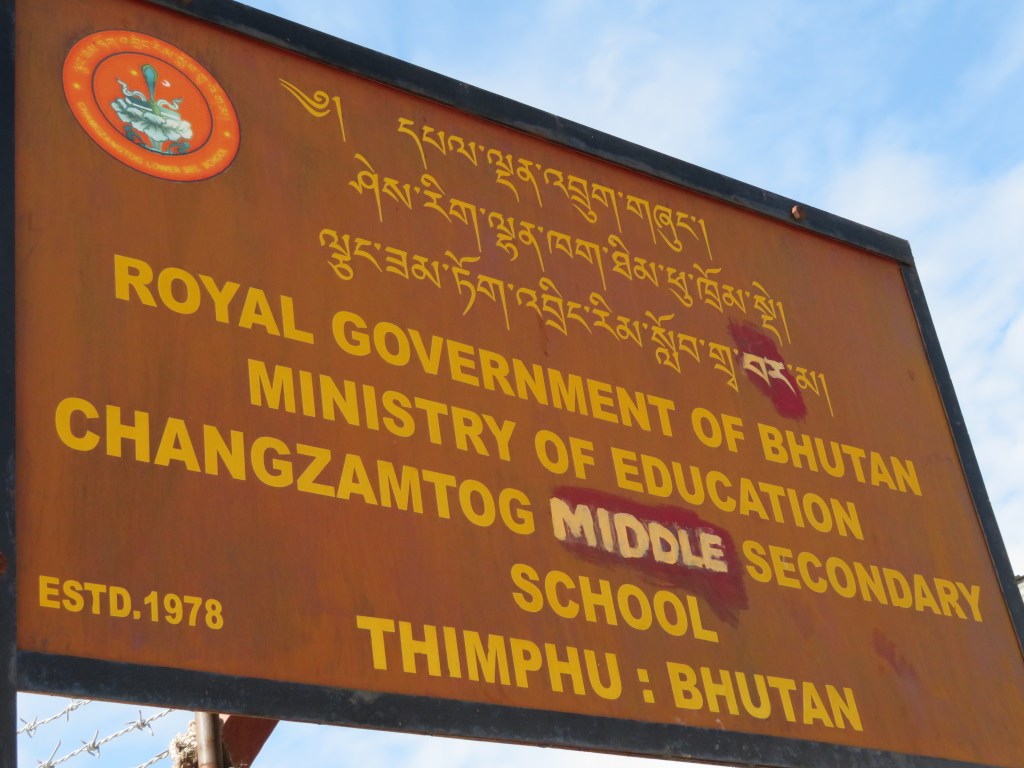 ༄།
དཔལ་ལྡན་འབྲུག་གཞུང་།
ཤེས་རིག་ལྷན་ཁག་ཐིམ་ཕུ་ཁྲོམ་སྡེ།
ལྕང་ཟམ་ཏོག་འབྲིང་རིམ་སློབ་གྲྭ་བར་མ།
ROYAL GOVERNMENT OF BHUTAN
MINISTRY OF EDUCATION
CHANGZAMTOG MIDDLE SECONDARY
SCHOOL
ESTD.1978
THIMPHU : BHUTAN